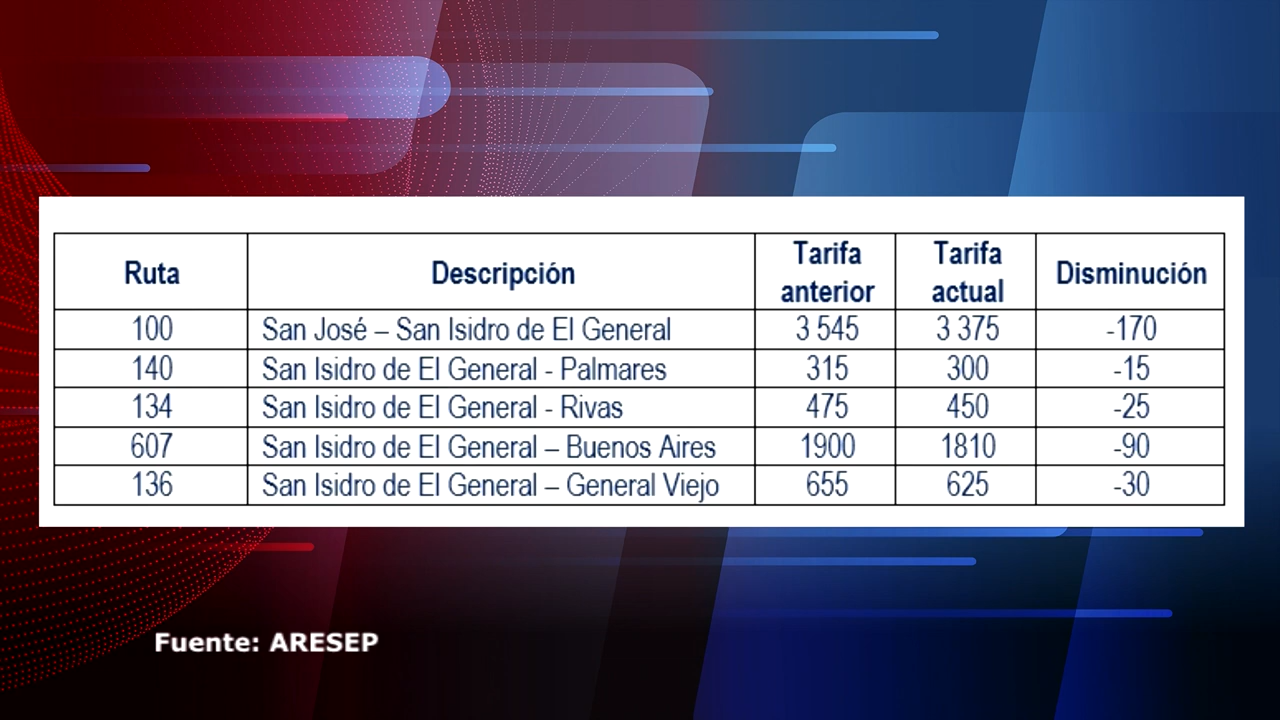 Ruta Descripción Tarifa anterior Tarifa actual Disminución
100 San José – San Isidro de El General 3 545 3 375 -170
140 San Isidro de El General - Palmares 315 300 -15
134 San Isidro de El General - Rivas 475 450 -25
607 San Isidro de El General – Buenos Aires 1900 1810 -90
136 San Isidro de El General – General Viejo 655 625 -30
Fuente: ARESEP